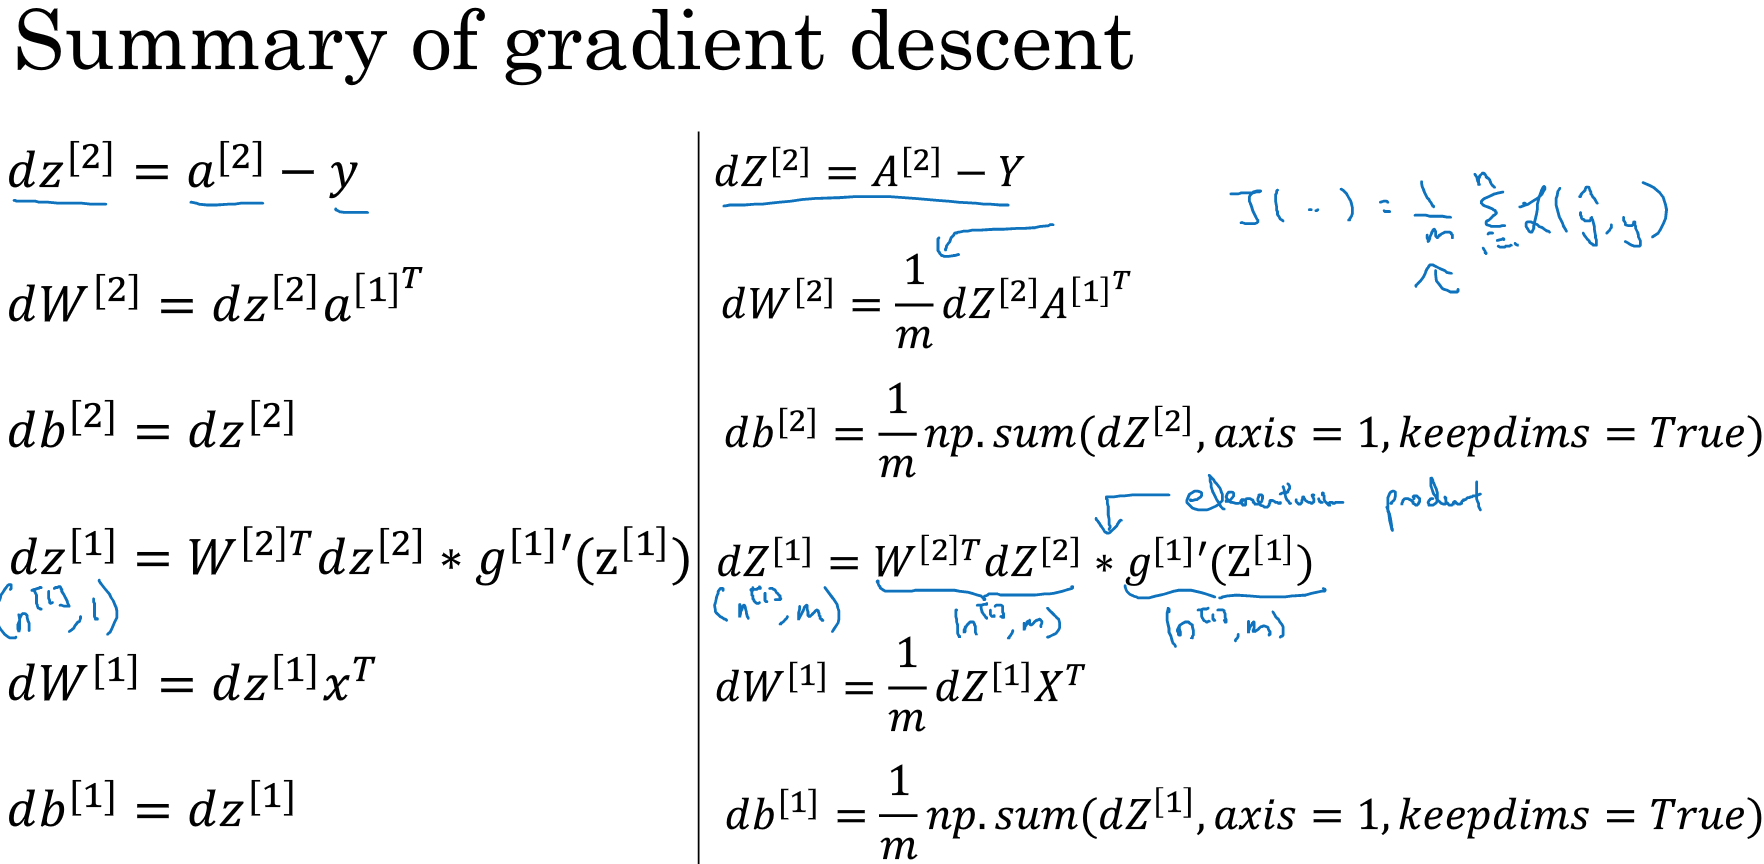 Summary of gradient descent
dz^[2] = a^[2] − y
dW^[2] = dz^[2]a^[1]^T
db^[2] = dz^[2]
dz^[1] = W^[2]T dz^[2] ∗ g^[1]′(z^[1])
(n^[1], 1)
dW^[1] = dz^[1]x^T
db^[1] = dz^[1]
dZ^[2] = A^[2] − Y
J(··) = 1/m Σ^n_i= L(ŷ, y)
dW^[2] = 1/m dZ^[2]A^[1]^T
db^[2] = 1/m np.sum(dZ^[2], axis = 1, keepdims = True)
elementwise product
dZ^[1] = W^[2]T dZ^[2] ∗ g^[1]′(Z^[1])
(n^[1], m) (n^[1], m) (n^[1], m)
dW^[1] = 1/m dZ^[1]X^T
db^[1] = 1/m np.sum(dZ^[1], axis = 1, keepdims = True)